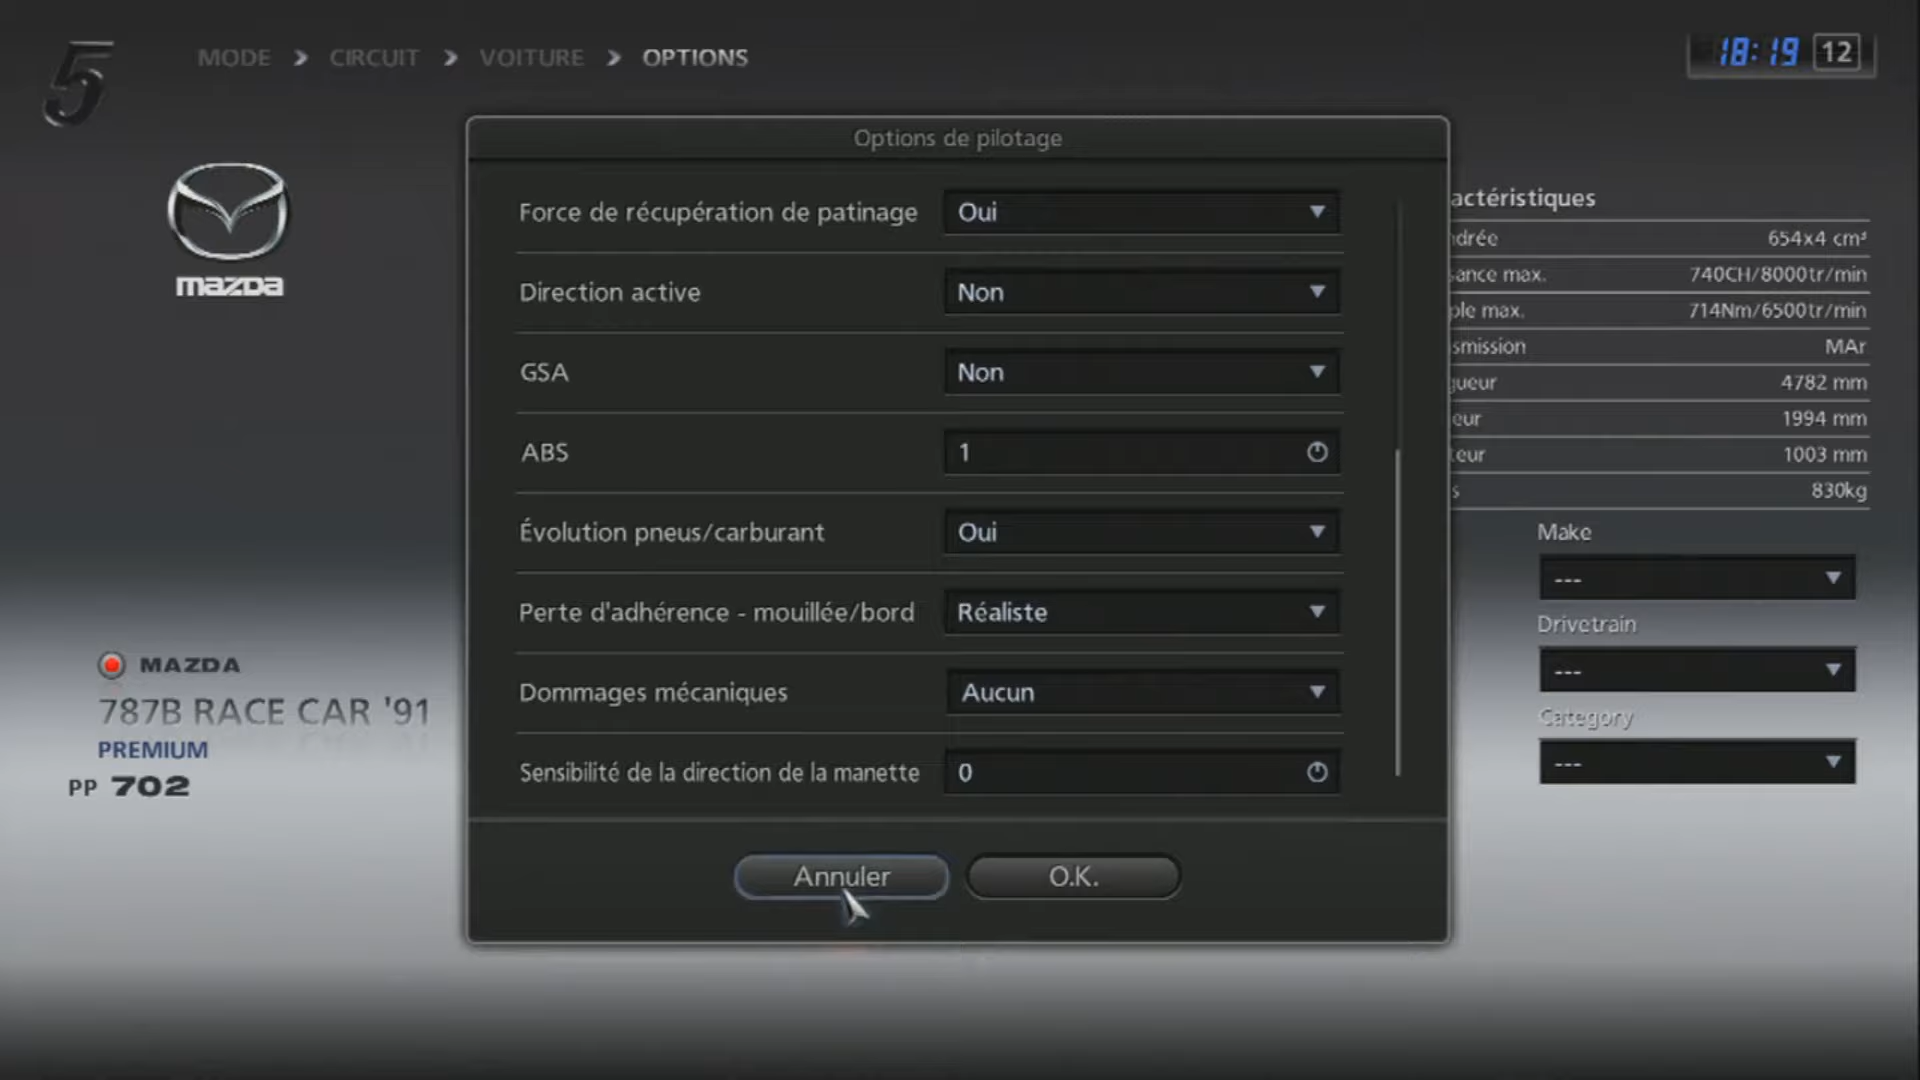 5
MODE > CIRCUIT > VOITURE > OPTIONS
18:19 12
mazda
MAZDA
787B RACE CAR '91
PREMIUM
PP 702
Options de pilotage
Force de récupération de patinage Oui
Direction active Non
GSA Non
ABS 1
Évolution pneus/carburant Oui
Perte d'adhérence - mouillée/bord Réaliste
Dommages mécaniques Aucun
Sensibilité de la direction de la manette 0
Annuler O.K.
actéristiques
ndrée 654x4 cm³
sance max. 740CH/8000tr/min
ple max. 714Nm/6500tr/min
smission MAr
gueur 4782 mm
eur 1994 mm
teur 1003 mm
s 830kg
Make
---
Drivetrain
---
Category
---